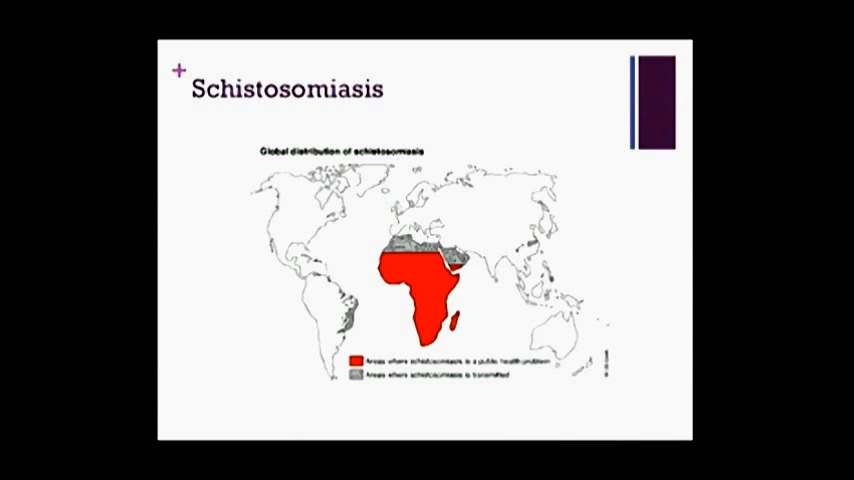 +
Schistosomiasis
Global distribution of schistosomiasis
Areas where schistosomiasis is a public health problem
Areas where schistosomiasis is transmitted